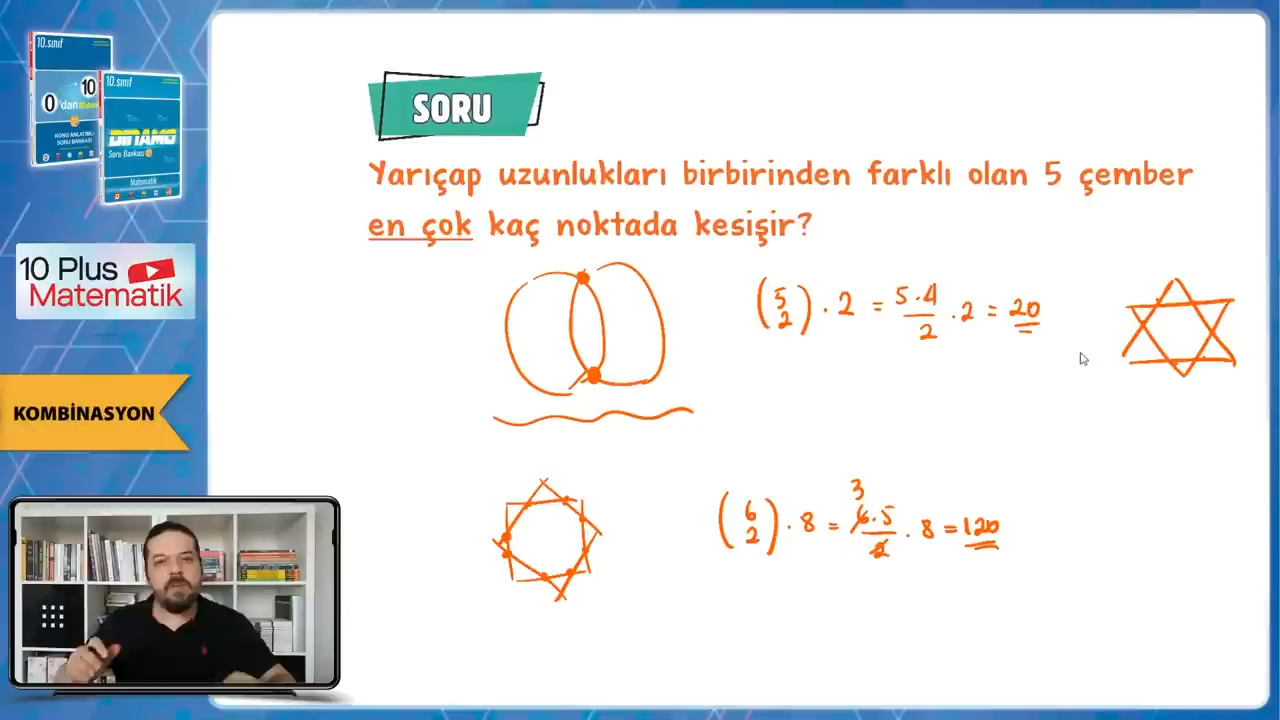 10.sınıf
10
0'dan
KONU ANLATIMLI
SORU BANKASI
10.sınıf
DİNAMO
Soru Bankası
Matematik
10 Plus
Matematik
KOMBİNASYON
SORU
Yarıçap uzunlukları birbirinden farklı olan 5 çember
en çok kaç noktada kesişir?
(5 2) . 2 = 5.4 / 2 . 2 = 20
(6 2) . 8 = 3 6.5 / 2 . 8 = 120